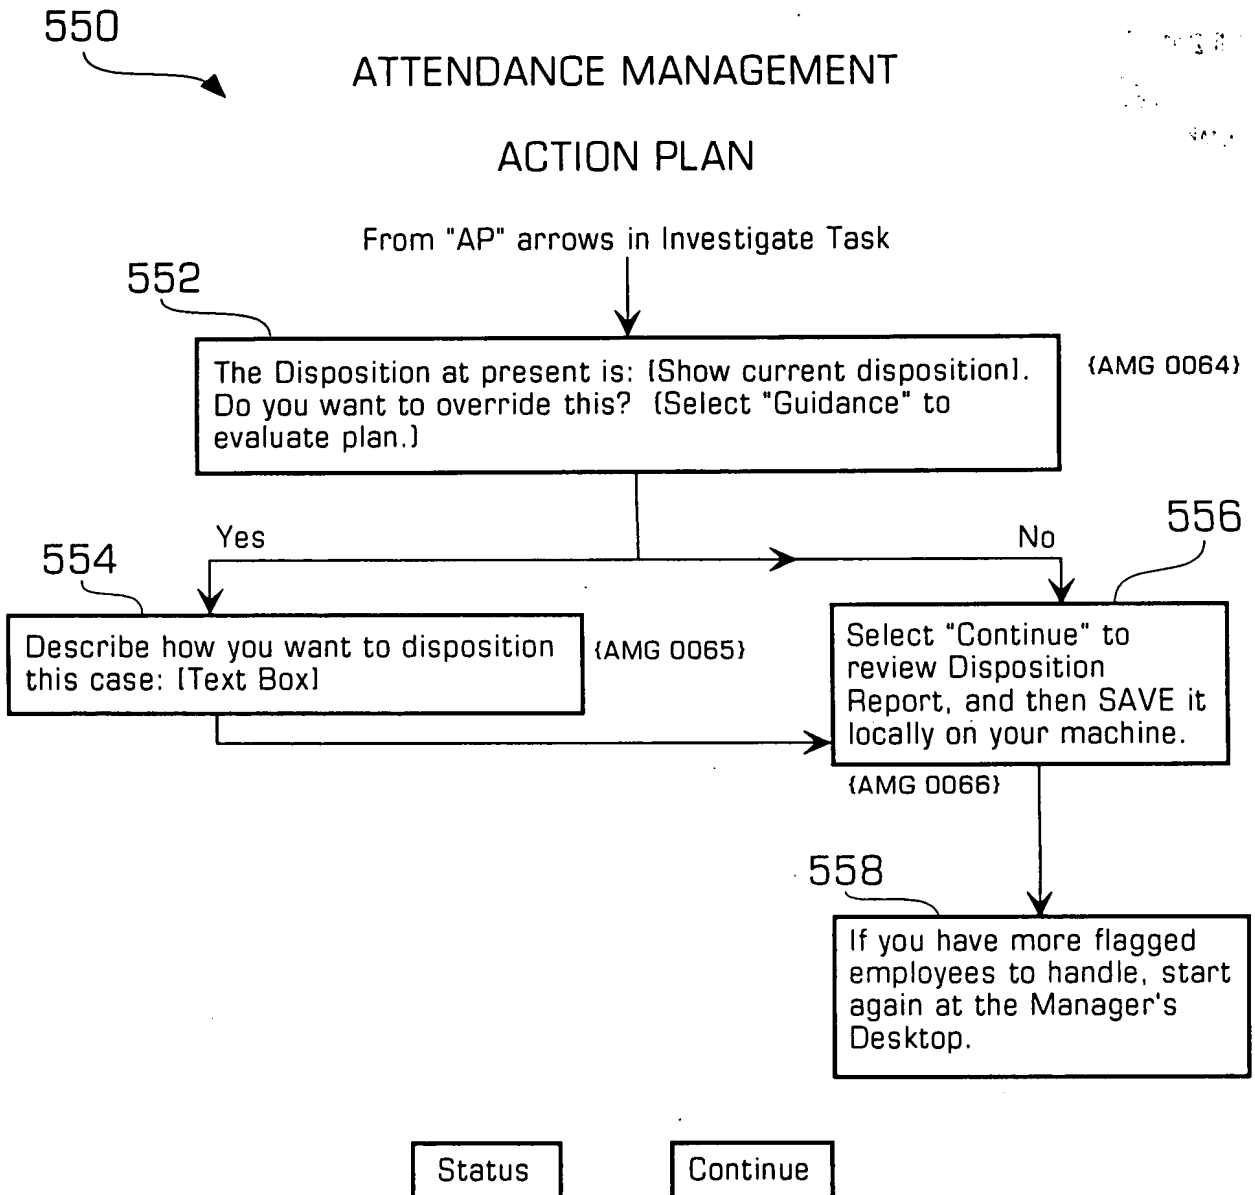 550
ATTENDANCE MANAGEMENT
ACTION PLAN
From "AP" arrows in Investigate Task
552
The Disposition at present is: [Show current disposition].
Do you want to override this? (Select "Guidance" to
evaluate plan.)
{AMG 0064}
Yes
No
556
554
Describe how you want to disposition
this case: [Text Box]
{AMG 0065}
Select "Continue" to
review Disposition
Report, and then SAVE it
locally on your machine.
{AMG 0066}
558
If you have more flagged
employees to handle, start
again at the Manager's
Desktop.
Status
Continue